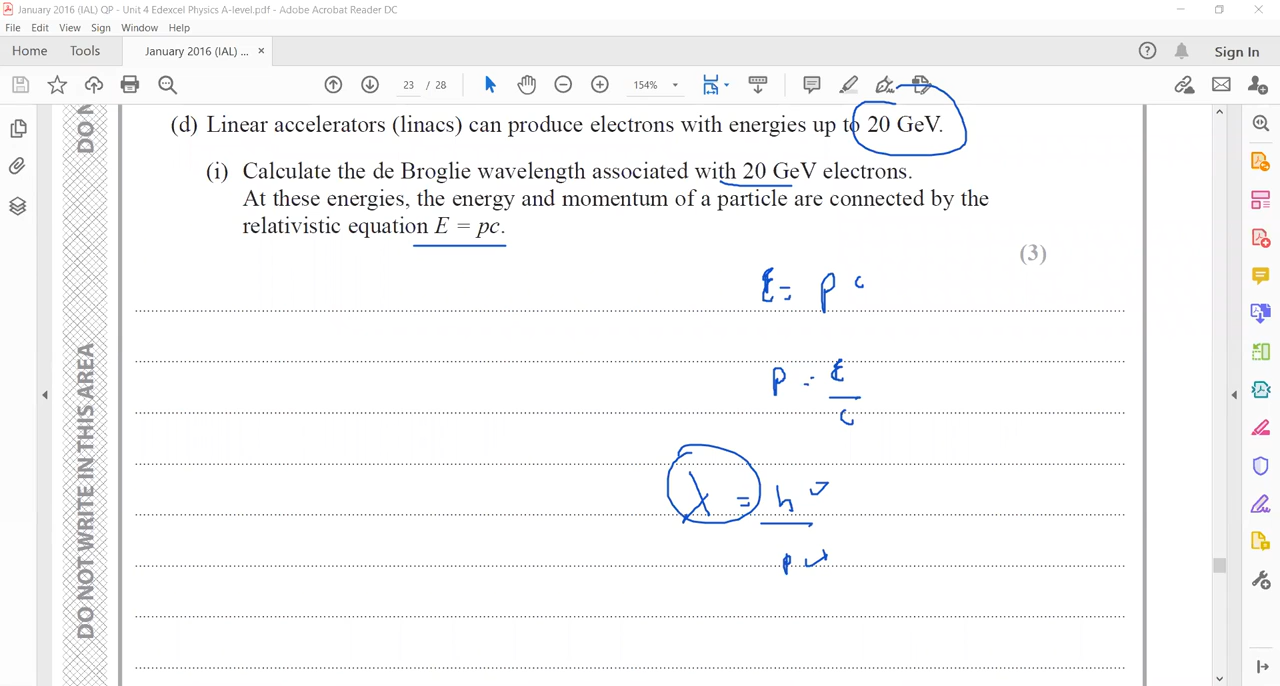 January 2016 (IAL) QP - Unit 4 Edexcel Physics A-level.pdf - Adobe Acrobat Reader DC
File Edit View Sign Window Help
Home Tools January 2016 (IAL) ... × Sign In
23 / 28 154%
(d) Linear accelerators (linacs) can produce electrons with energies up to 20 GeV.
(i) Calculate the de Broglie wavelength associated with 20 GeV electrons.
At these energies, the energy and momentum of a particle are connected by the
relativistic equation E = pc.
(3)
E = p c
p = E
c
λ = h
p
DO NOT WRITE IN THIS AREA
DO N